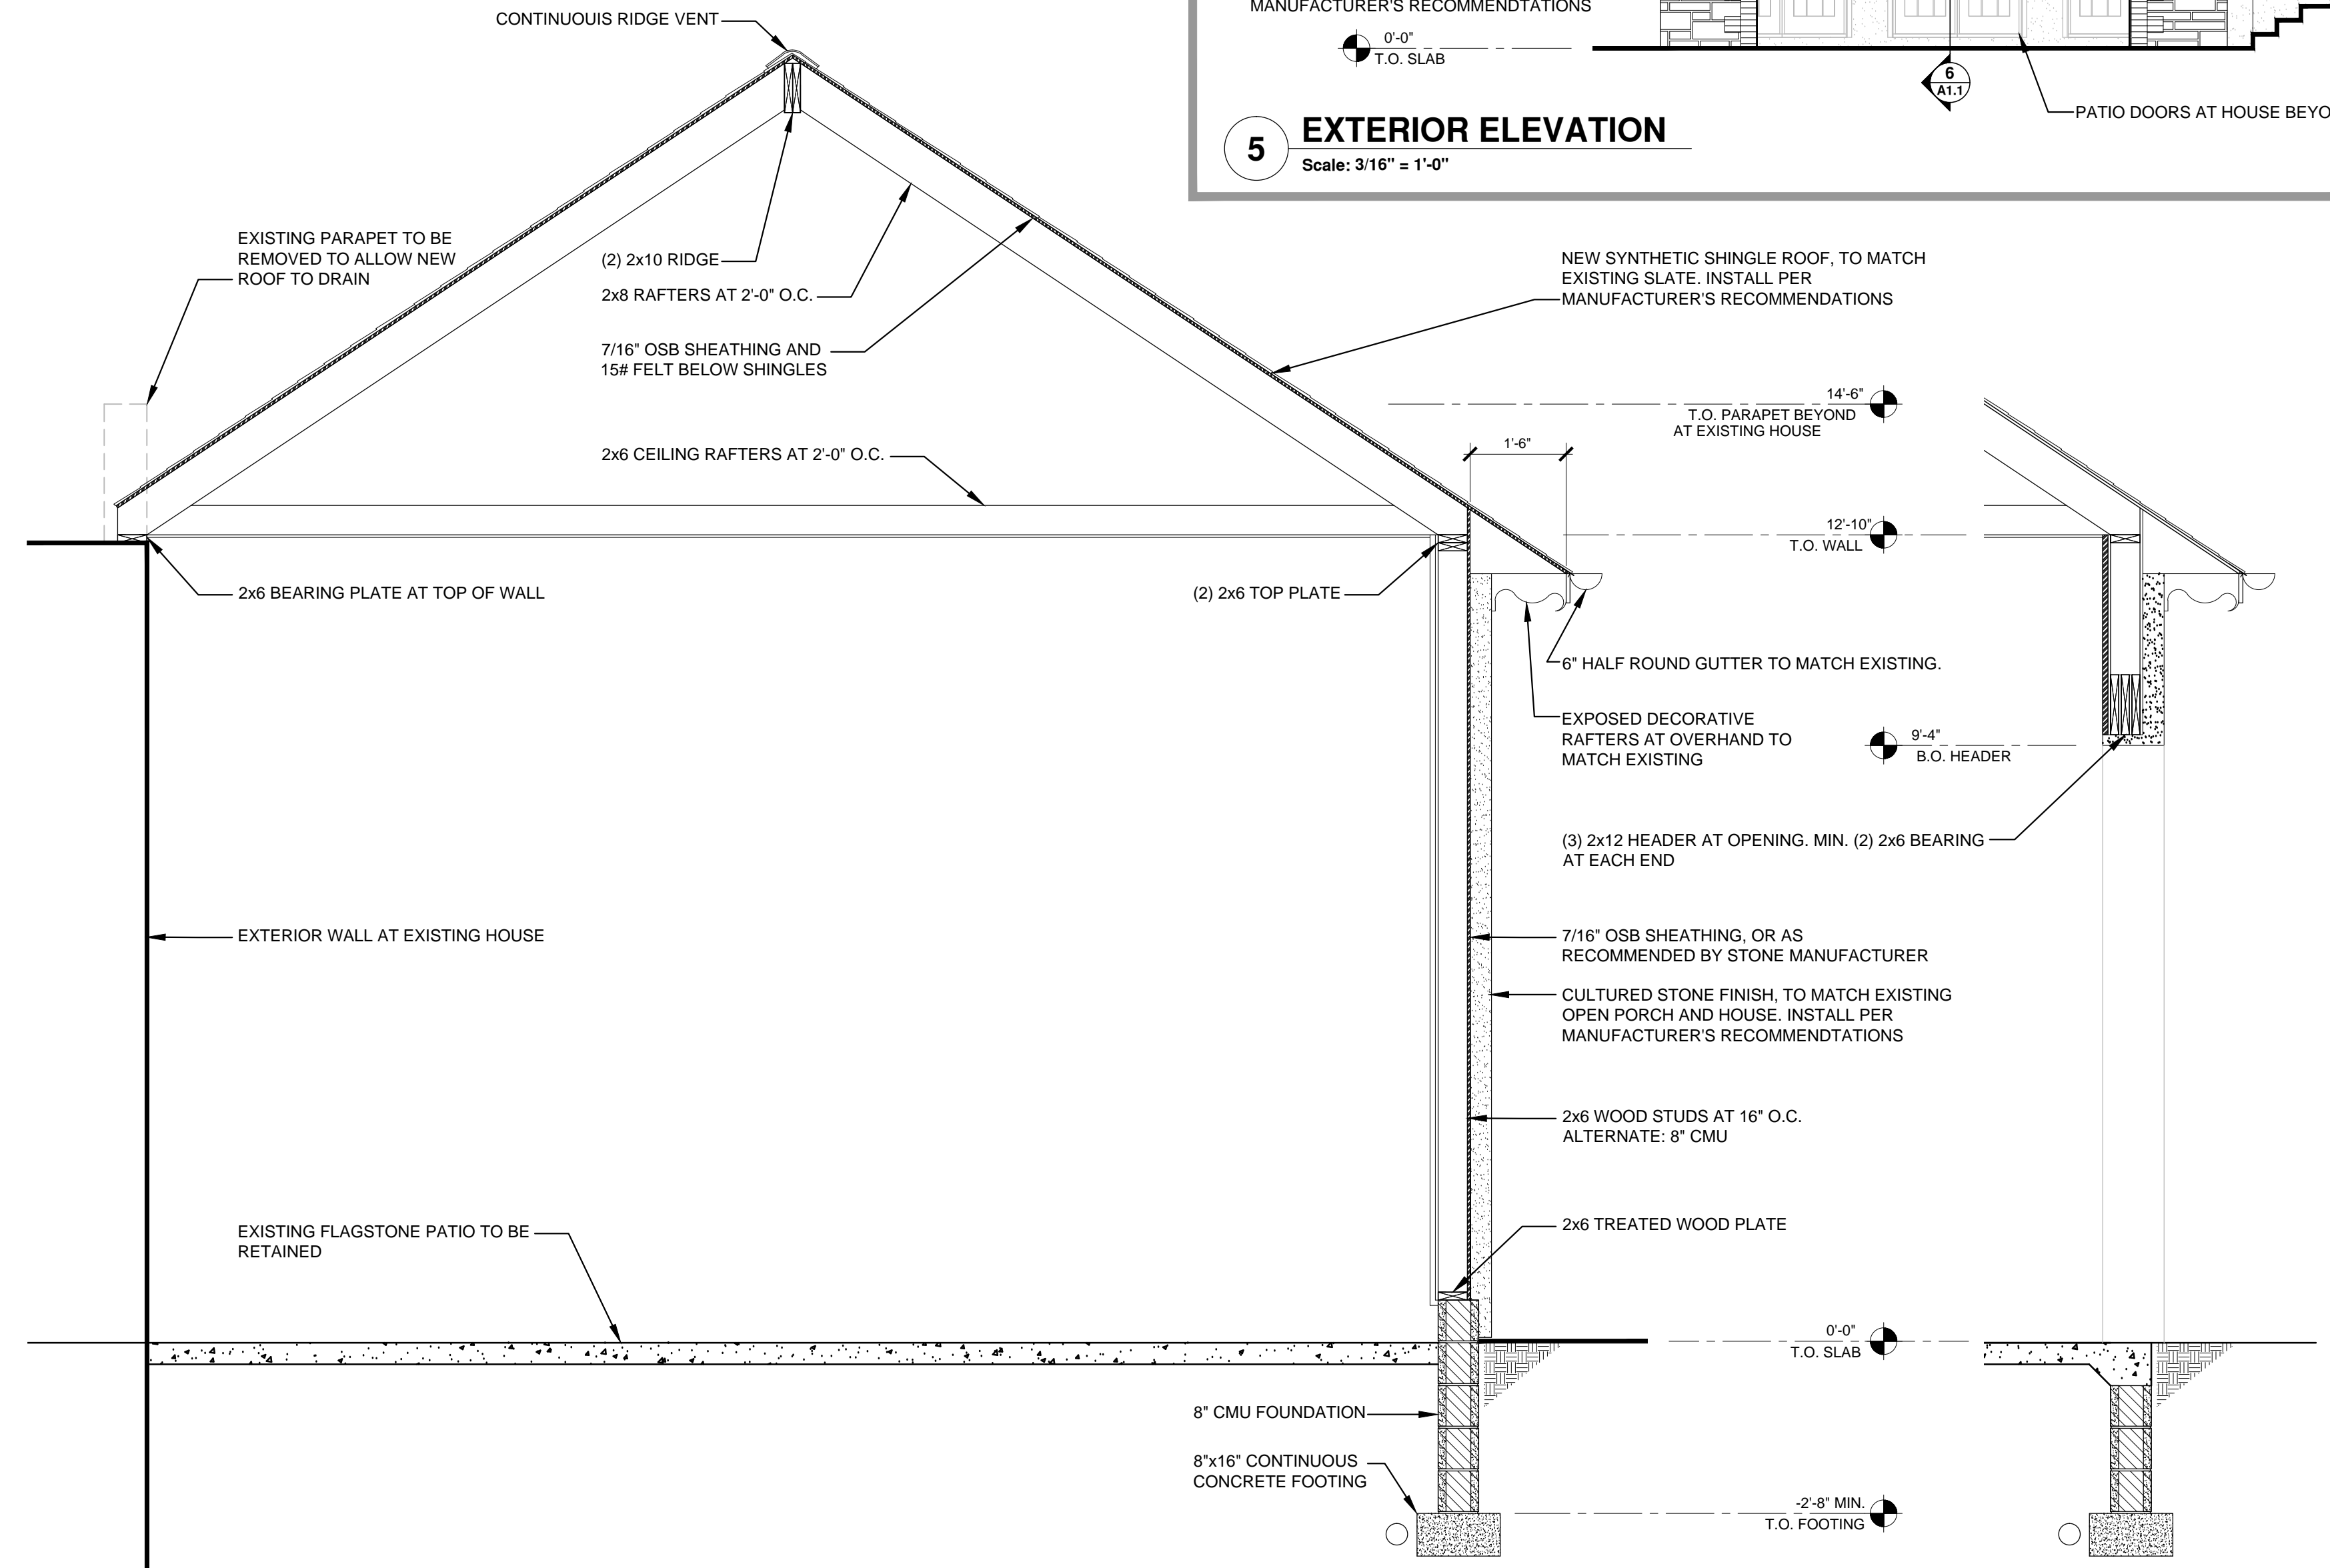 CONTINUOUIS RIDGE VENT
MANUFACTURER'S RECOMMENDTATIONS
0'-0"
T.O. SLAB
6
A1.1
PATIO DOORS AT HOUSE BEYO
5
EXTERIOR ELEVATION
Scale: 3/16" = 1'-0"
EXISTING PARAPET TO BE
REMOVED TO ALLOW NEW
ROOF TO DRAIN
(2) 2x10 RIDGE
2x8 RAFTERS AT 2'-0" O.C.
7/16" OSB SHEATHING AND
15# FELT BELOW SHINGLES
2x6 CEILING RAFTERS AT 2'-0" O.C.
NEW SYNTHETIC SHINGLE ROOF, TO MATCH
EXISTING SLATE. INSTALL PER
MANUFACTURER'S RECOMMENDATIONS
14'-6"
T.O. PARAPET BEYOND
AT EXISTING HOUSE
1'-6"
12'-10"
T.O. WALL
2x6 BEARING PLATE AT TOP OF WALL
(2) 2x6 TOP PLATE
6" HALF ROUND GUTTER TO MATCH EXISTING.
EXPOSED DECORATIVE
RAFTERS AT OVERHAND TO
MATCH EXISTING
9'-4"
B.O. HEADER
(3) 2x12 HEADER AT OPENING. MIN. (2) 2x6 BEARING
AT EACH END
EXTERIOR WALL AT EXISTING HOUSE
7/16" OSB SHEATHING, OR AS
RECOMMENDED BY STONE MANUFACTURER
CULTURED STONE FINISH, TO MATCH EXISTING
OPEN PORCH AND HOUSE. INSTALL PER
MANUFACTURER'S RECOMMENDTATIONS
2x6 WOOD STUDS AT 16" O.C.
ALTERNATE: 8" CMU
EXISTING FLAGSTONE PATIO TO BE
RETAINED
2x6 TREATED WOOD PLATE
0'-0"
T.O. SLAB
8" CMU FOUNDATION
8"x16" CONTINUOUS
CONCRETE FOOTING
-2'-8" MIN.
T.O. FOOTING